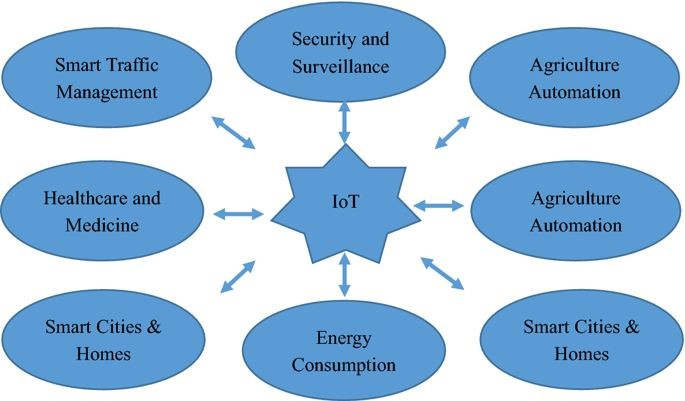 Security and
Surveillance
Smart Traffic
Management
Agriculture
Automation
Healthcare and
Medicine
IoT
Agriculture
Automation
Smart Cities &
Homes
Energy
Consumption
Smart Cities &
Homes